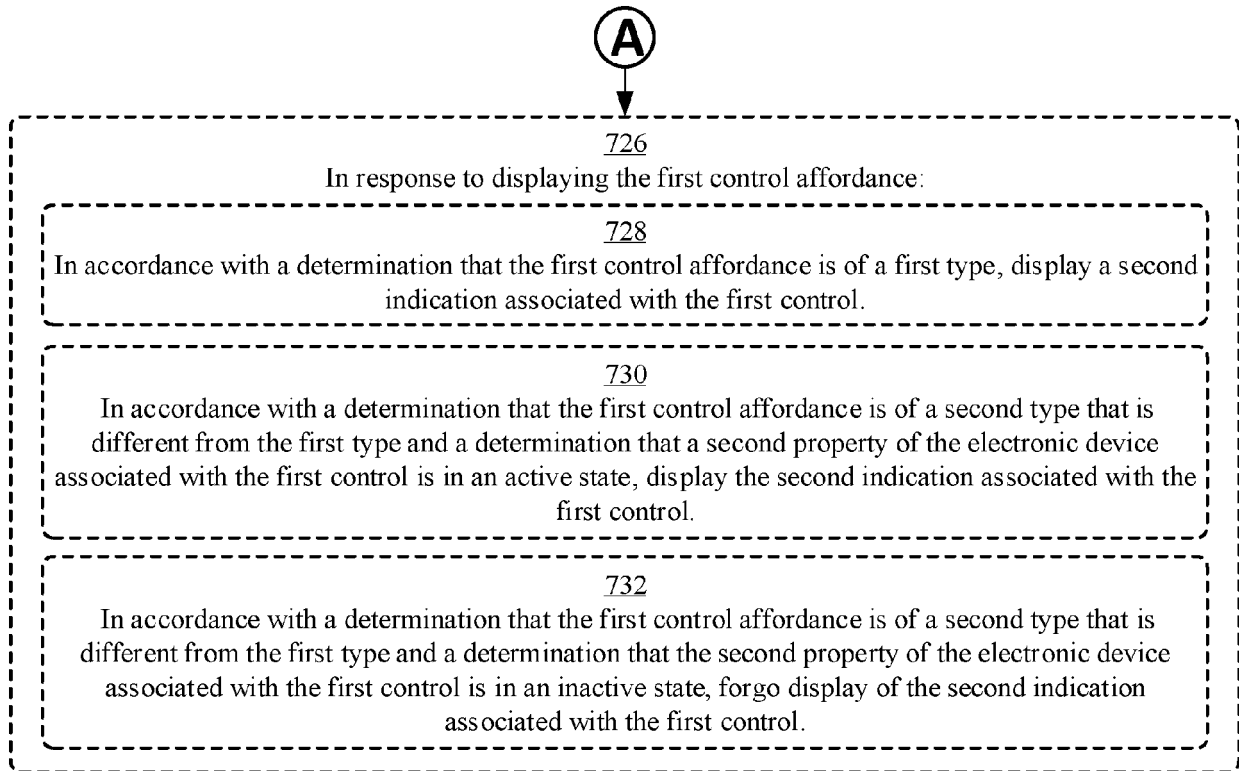 A
726
In response to displaying the first control affordance:
728
In accordance with a determination that the first control affordance is of a first type, display a second
indication associated with the first control.
730
In accordance with a determination that the first control affordance is of a second type that is
different from the first type and a determination that a second property of the electronic device
associated with the first control is in an active state, display the second indication associated with the
first control.
732
In accordance with a determination that the first control affordance is of a second type that is
different from the first type and a determination that the second property of the electronic device
associated with the first control is in an inactive state, forgo display of the second indication
associated with the first control.